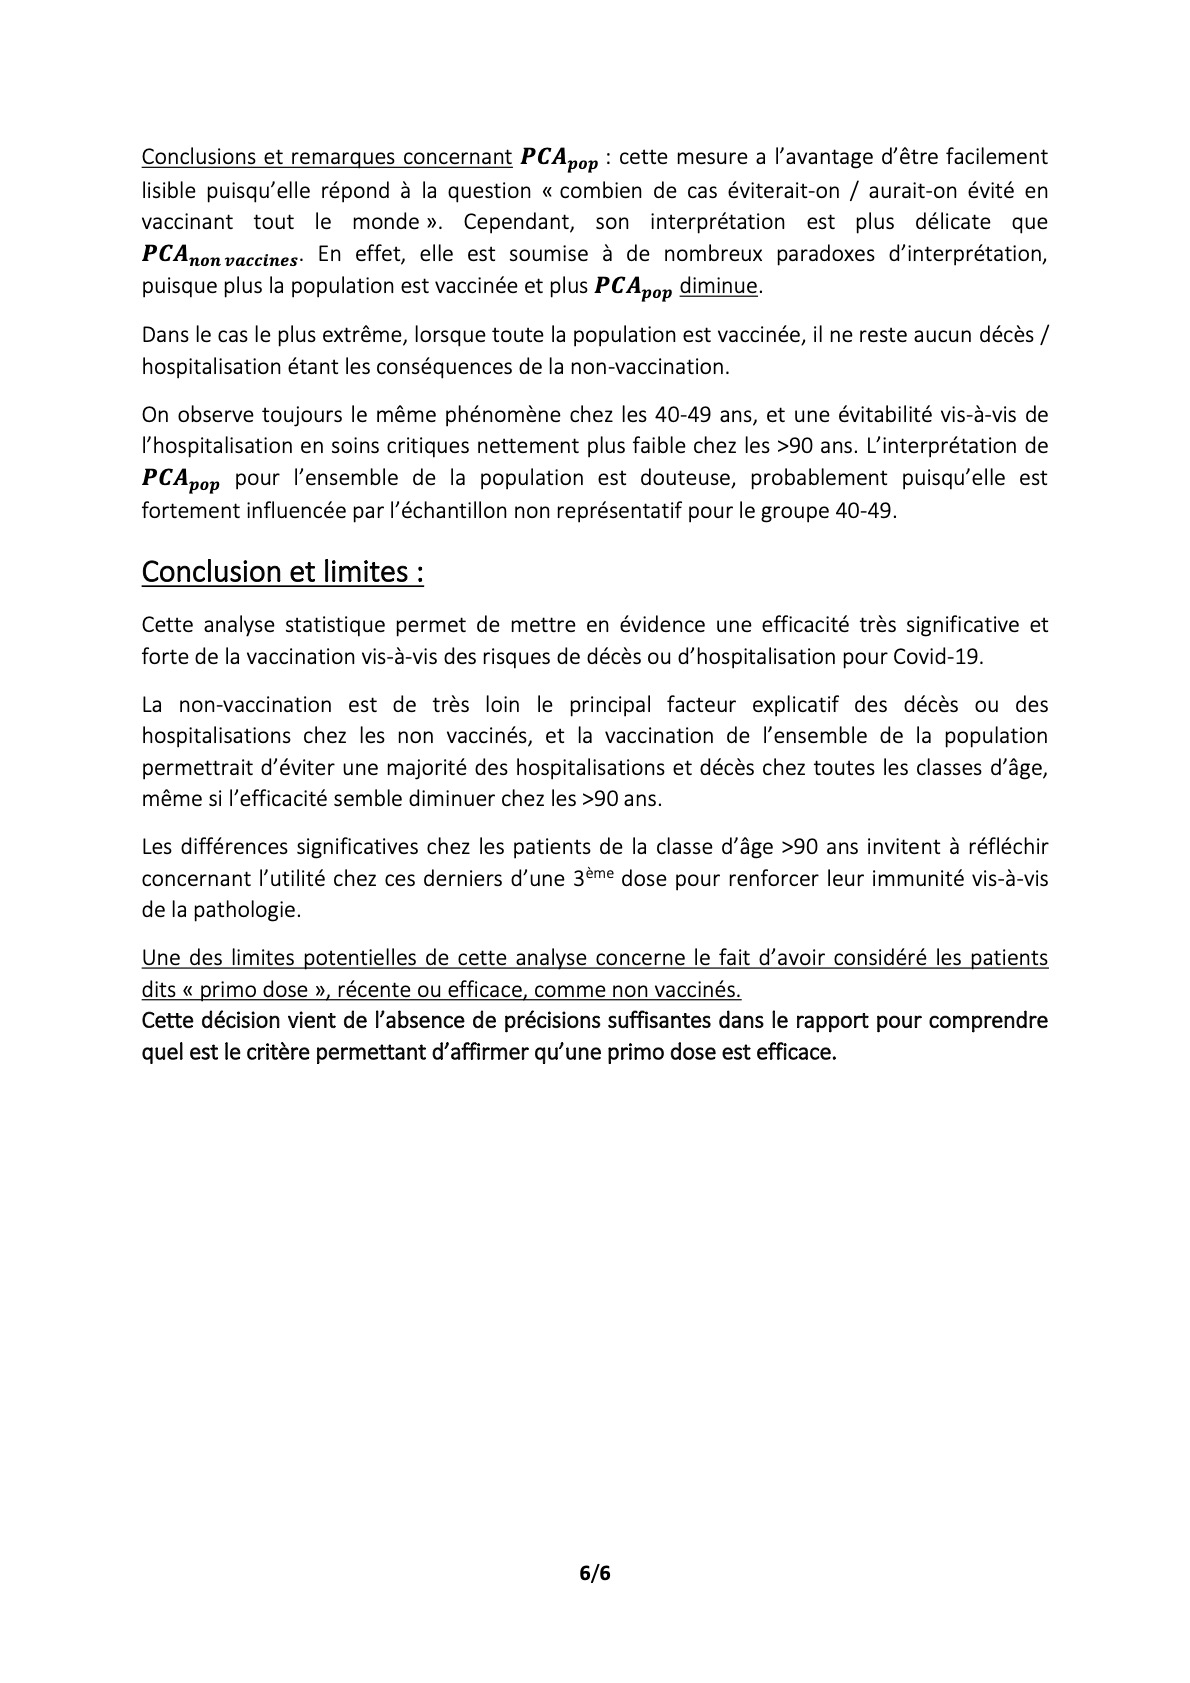 Conclusions et remarques concernant PCA_pop : cette mesure a l’avantage d’être facilement
lisible puisqu’elle répond à la question « combien de cas éviterait-on / aurait-on évité en
vaccinant tout le monde ». Cependant, son interprétation est plus délicate que
PCA_non vaccines. En effet, elle est soumise à de nombreux paradoxes d’interprétation,
puisque plus la population est vaccinée et plus PCA_pop diminue.
Dans le cas le plus extrême, lorsque toute la population est vaccinée, il ne reste aucun décès /
hospitalisation étant les conséquences de la non-vaccination.
On observe toujours le même phénomène chez les 40-49 ans, et une évitabilité vis-à-vis de
l’hospitalisation en soins critiques nettement plus faible chez les >90 ans. L’interprétation de
PCA_pop pour l’ensemble de la population est douteuse, probablement puisqu’elle est
fortement influencée par l’échantillon non représentatif pour le groupe 40-49.
Conclusion et limites :
Cette analyse statistique permet de mettre en évidence une efficacité très significative et
forte de la vaccination vis-à-vis des risques de décès ou d’hospitalisation pour Covid-19.
La non-vaccination est de très loin le principal facteur explicatif des décès ou des
hospitalisations chez les non vaccinés, et la vaccination de l’ensemble de la population
permettrait d’éviter une majorité des hospitalisations et décès chez toutes les classes d’âge,
même si l’efficacité semble diminuer chez les >90 ans.
Les différences significatives chez les patients de la classe d’âge >90 ans invitent à réfléchir
concernant l’utilité chez ces derniers d’une 3ème dose pour renforcer leur immunité vis-à-vis
de la pathologie.
Une des limites potentielles de cette analyse concerne le fait d’avoir considéré les patients
dits « primo dose », récente ou efficace, comme non vaccinés.
Cette décision vient de l’absence de précisions suffisantes dans le rapport pour comprendre
quel est le critère permettant d’affirmer qu’une primo dose est efficace.
6/6